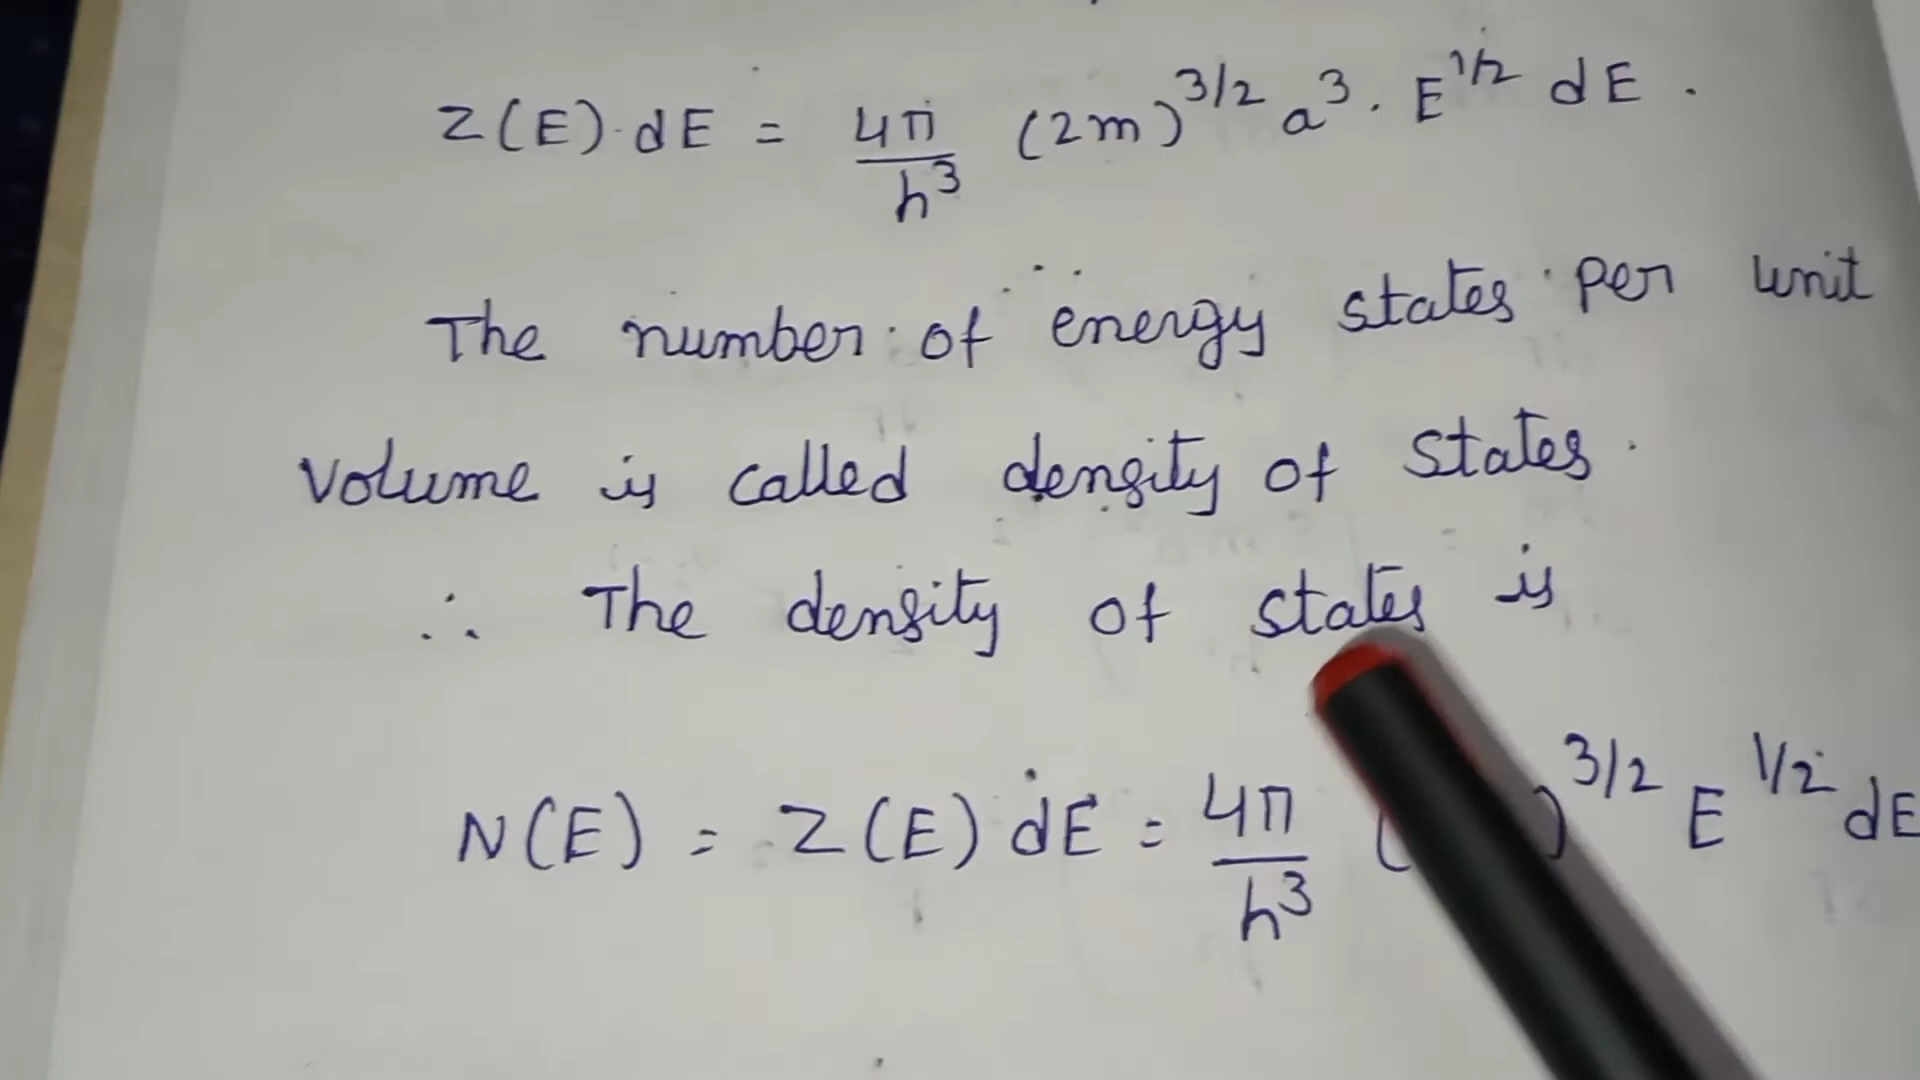 Z(E)·dE = 4π/h³ (2m)^3/2 a³. E^1/2 dE.
The number of energy states per unit
volume is called density of states.
∴ The density of states is
N(E) = Z(E) dE = 4π/h³ ( )^3/2 E^1/2 dE